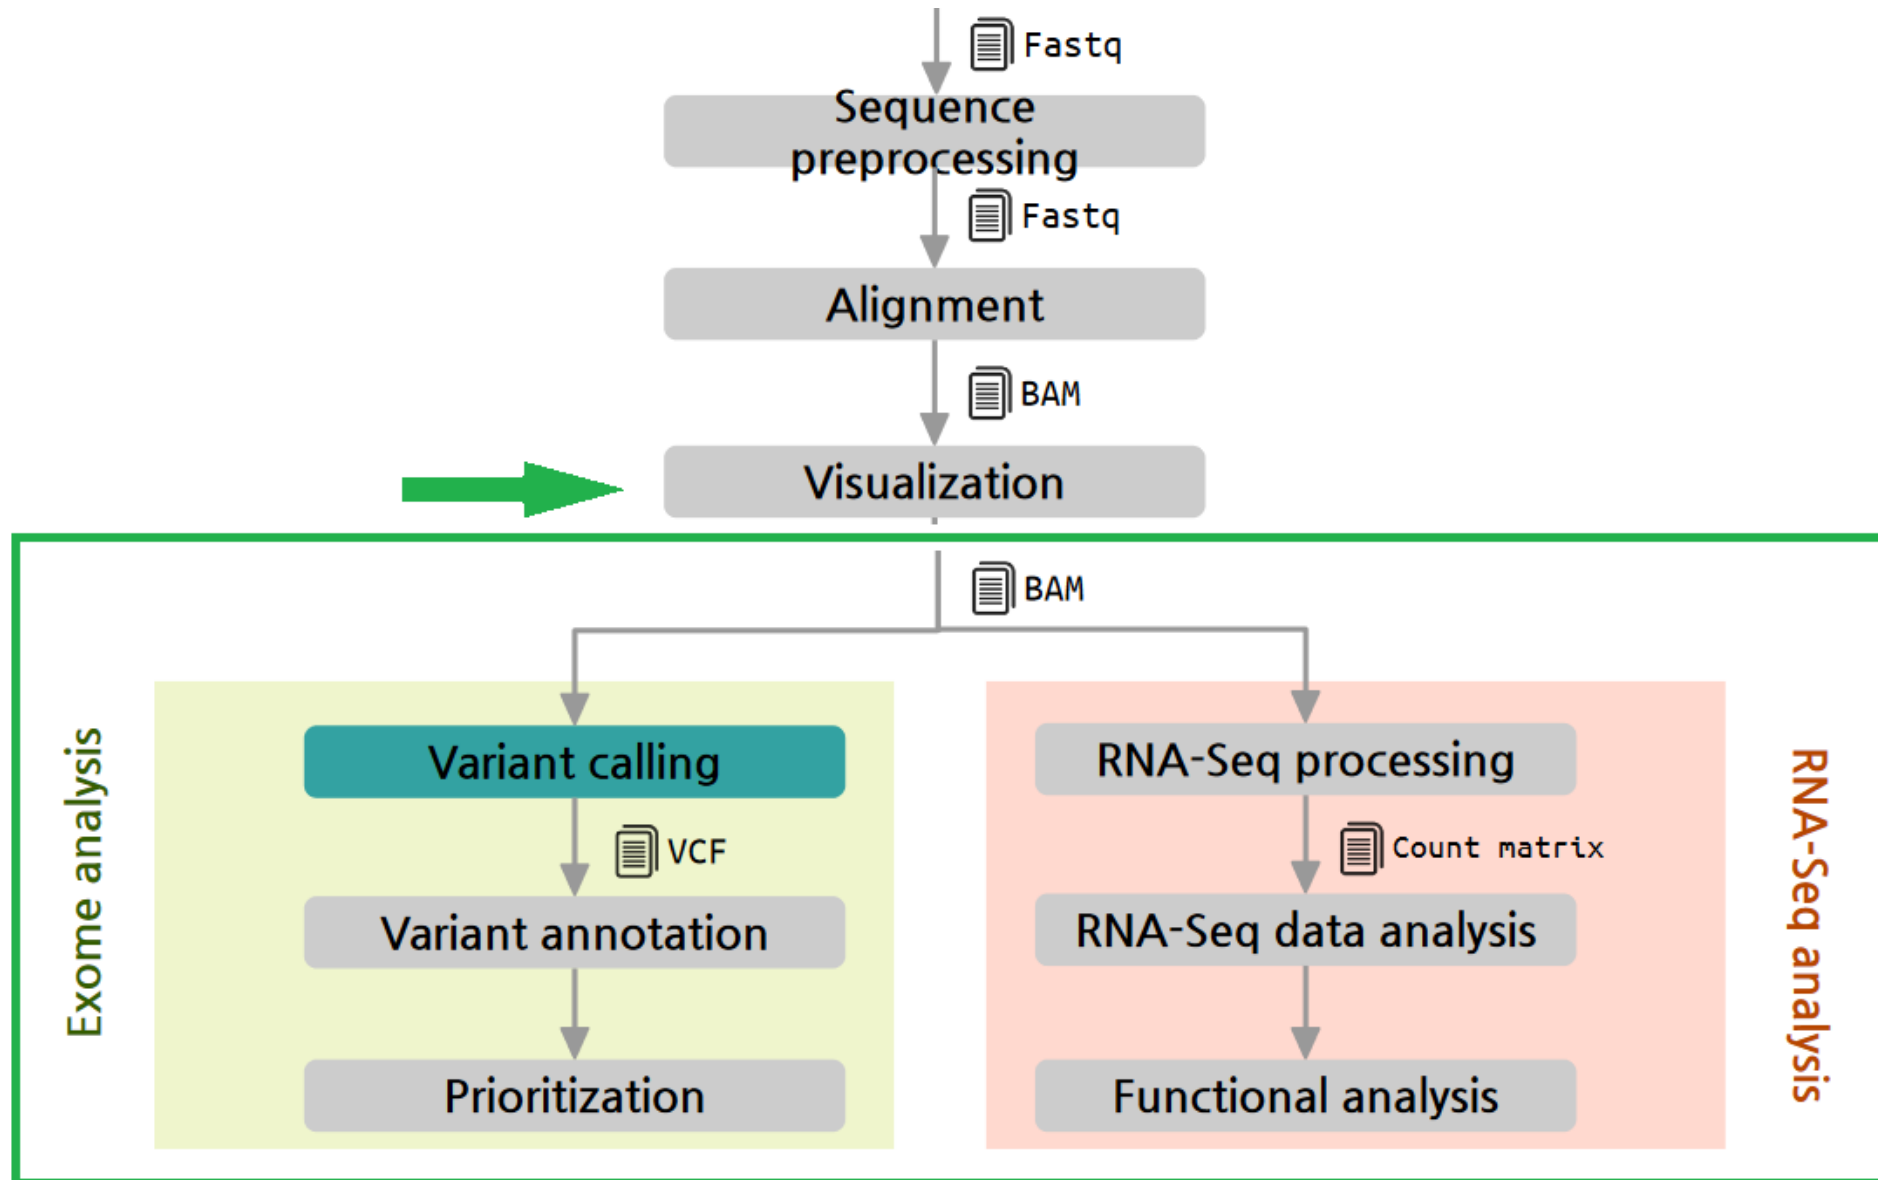 Fastq
Sequence
preprocessing
Fastq
Alignment
BAM
Visualization
BAM
Exome analysis
Variant calling
VCF
Variant annotation
Prioritization
RNA-Seq processing
Count matrix
RNA-Seq data analysis
Functional analysis
RNA-Seq analysis